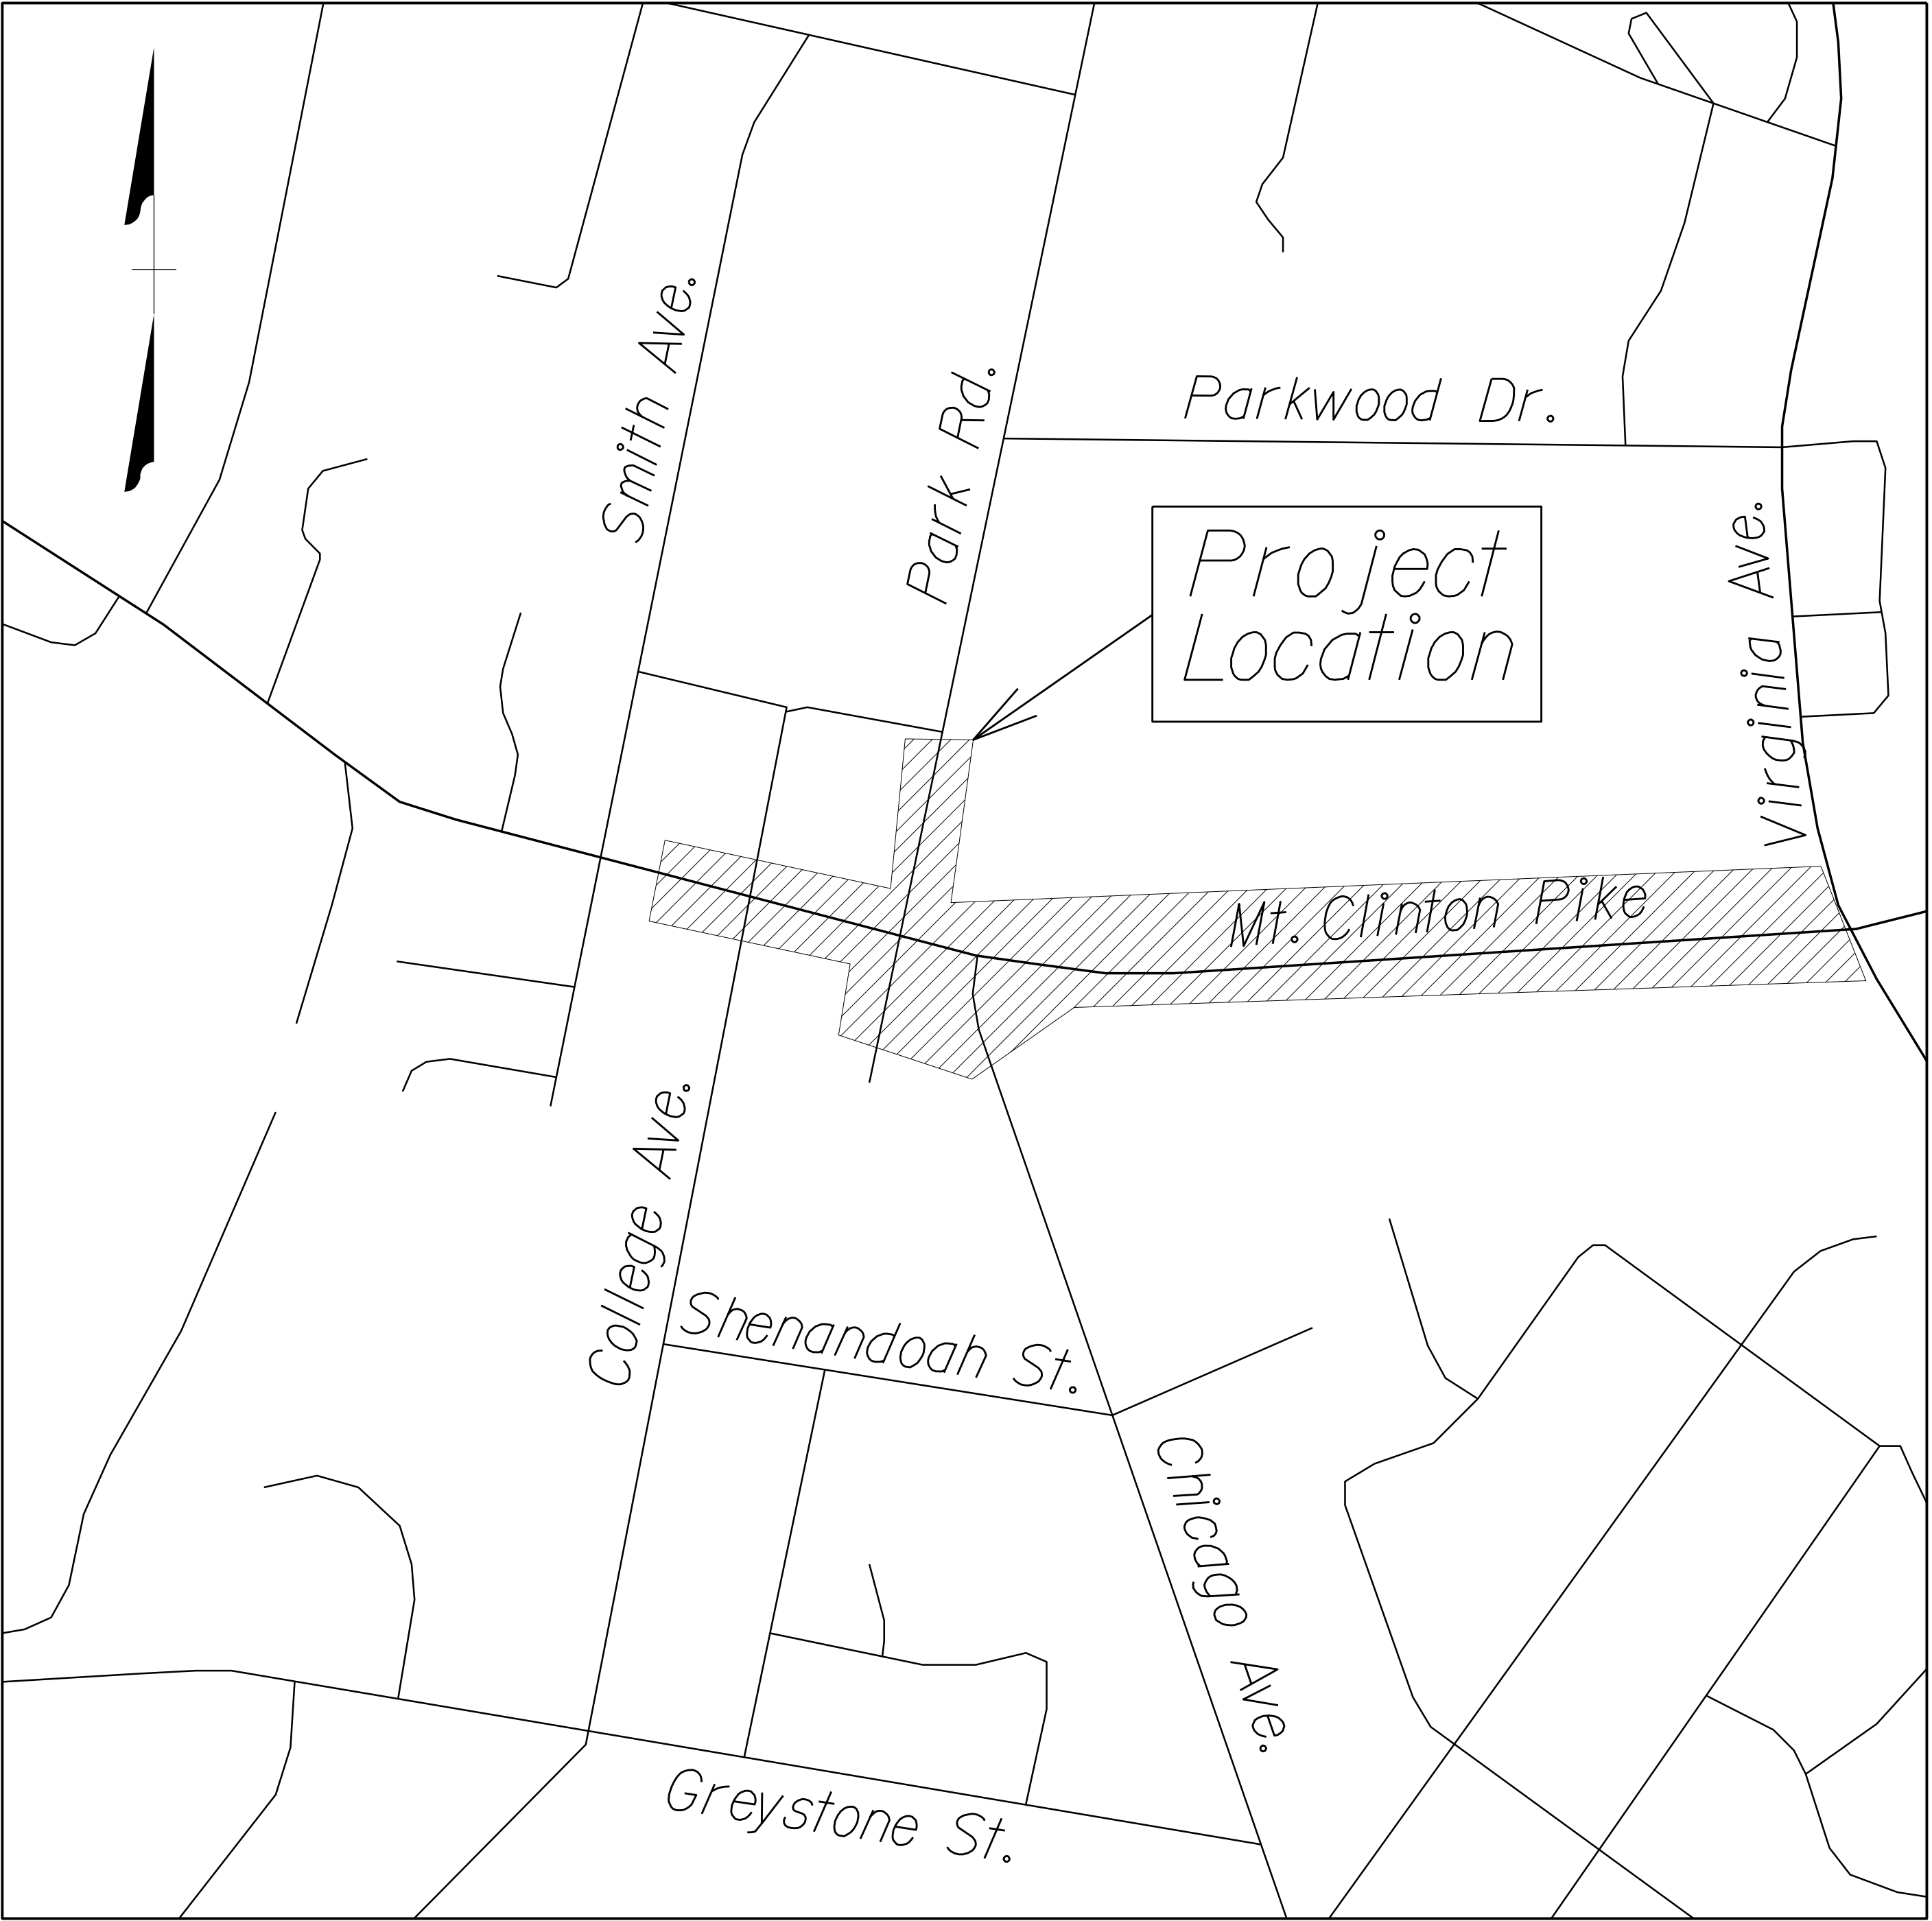 Smith Ave.
Park Rd.
Parkwood Dr.
Project
Location
Virginia Ave.
Mt. Clinton Pike
College Ave.
Shenandoah St.
Chicago Ave.
Greystone St.